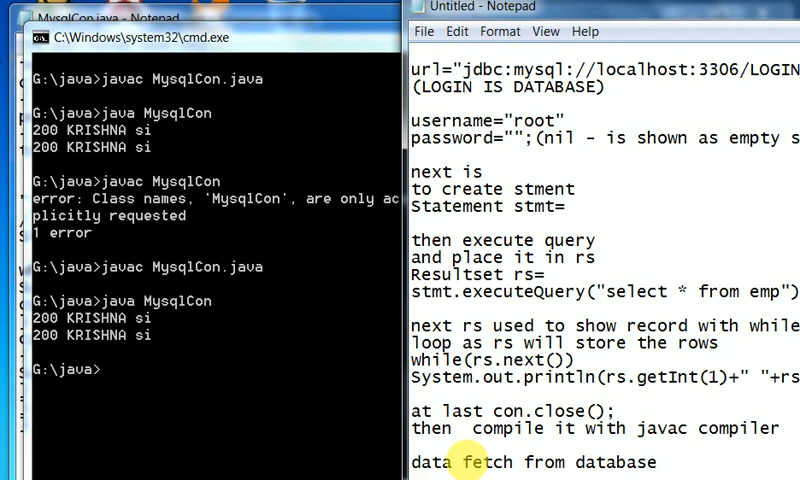 MysqlCon.java - Notepad
C:\Windows\system32\cmd.exe
G:\java>javac MysqlCon.java
G:\java>java MysqlCon
200 KRISHNA si
200 KRISHNA si
G:\java>javac MysqlCon
error: Class names, 'MysqlCon', are only ac
plicitly requested
1 error
G:\java>javac MysqlCon.java
G:\java>java MysqlCon
200 KRISHNA si
200 KRISHNA si
G:\java>
Untitled - Notepad
File Edit Format View Help
url="jdbc:mysql://localhost:3306/LOGIN
(LOGIN IS DATABASE)
username="root"
password="";(nil - is shown as empty s
next is
to create stment
Statement stmt=
then execute query
and place it in rs
Resultset rs=
stmt.executeQuery("select * from emp")
next rs used to show record with while
loop as rs will store the rows
while(rs.next())
System.out.println(rs.getInt(1)+" "+rs
at last con.close();
then  compile it with javac compiler
data fetch from database